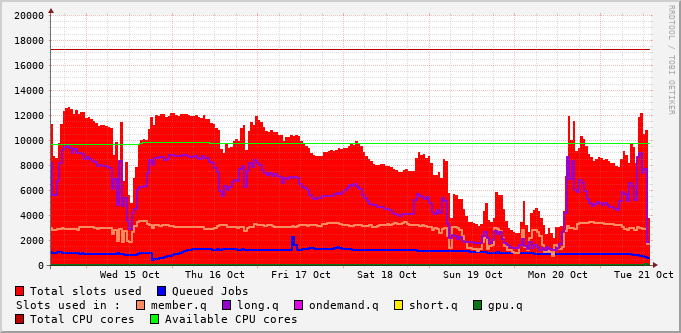 20000
18000
16000
14000
12000
10000
8000
6000
4000
2000
0
Wed 15 Oct Thu 16 Oct Fri 17 Oct Sat 18 Oct Sun 19 Oct Mon 20 Oct Tue 21 Oct
Total slots used Queued Jobs
Slots used in : member.q long.q ondemand.q short.q gpu.q
Total CPU cores Available CPU cores
RRDTOOL / TOBI OETIKER